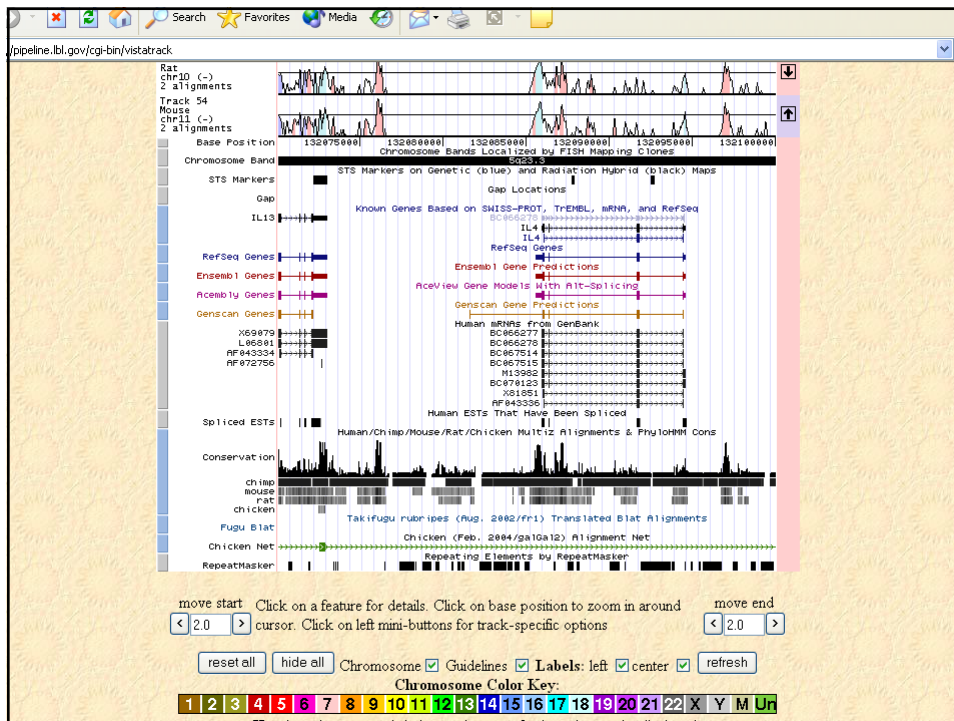 Search Favorites Media
/pipeline.lbl.gov/cgi-bin/vistatrack
Rat
chr10 (-)
2 alignments
Track 54
Mouse
chr11 (-)
2 alignments
Base Position 132075000| 132080000| 132085000| 132090000| 132095000| 132100000|
Chromosome Bands Localized by FISH Mapping Clones
Chromosome Band 5q23.3
STS Markers on Genetic (blue) and Radiation Hybrid (black) Maps
STS Markers
Gap Locations
Gap
Known Genes Based on SWISS-PROT, TrEMBL, mRNA, and RefSeq
IL13 BC066278
IL4
IL4
RefSeq Genes
RefSeq Genes
Ensembl Gene Predictions
Ensembl Genes
AceView Gene Models With Alt-Splicing
Acembly Genes
Genscan Gene Predictions
Genscan Genes
Human mRNAs from GenBank
X69079 BC066277
L06801 BC066278
AF043334 BC067514
AF072756 BC067515
M13982
BC070123
X81851
AF043336
Human ESTs That Have Been Spliced
Spliced ESTs
Human/Chimp/Mouse/Rat/Chicken Multiz Alignments & PhyloHMM Cons
Conservation
chimp
mouse
rat
chicken
Takifugu rubripes (Aug. 2002/fr1) Translated Blat Alignments
Fugu Blat
Chicken (Feb. 2004/galGal2) Alignment Net
Chicken Net
Repeating Elements by RepeatMasker
RepeatMasker
move start Click on a feature for details. Click on base position to zoom in around move end
< 2.0 > cursor. Click on left mini-buttons for track-specific options < 2.0 >
reset all hide all Chromosome Guidelines Labels: left center refresh
Chromosome Color Key:
1 2 3 4 5 6 7 8 9 10 11 12 13 14 15 16 17 18 19 20 21 22 X Y M Un